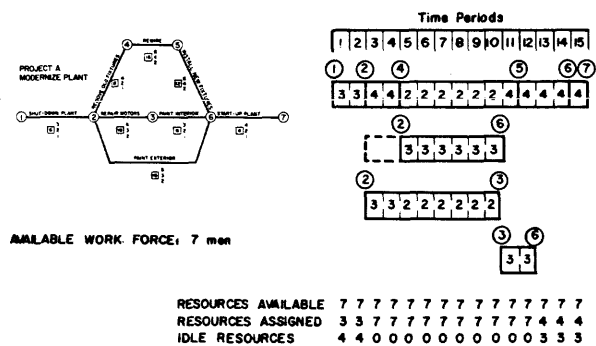 Time Periods
1 2 3 4 5 6 7 8 9 10 11 12 13 14 15
4 REWIRE 5
PROJECT A
MODERNIZE PLANT
REMOVE OLD FIXTURES
INSTALL NEW FIXTURES
1 SHUT-DOWN PLANT 2 REPAIR MOTORS 3 PAINT INTERIOR 6 START-UP PLANT 7
PAINT EXTERIOR
AVAILABLE WORK FORCE: 7 men
1 2 4 5 6 7
3 3 4 4 2 2 2 2 2 2 4 4 4 4 4
2 6
3 3 3 3 3 3
2 3
3 3 2 2 2 2 2 2
3 6
3 3
RESOURCES AVAILABLE 7 7 7 7 7 7 7 7 7 7 7 7 7 7 7
RESOURCES ASSIGNED 3 3 7 7 7 7 7 7 7 7 7 7 4 4 4
IDLE RESOURCES 4 4 0 0 0 0 0 0 0 0 0 0 3 3 3